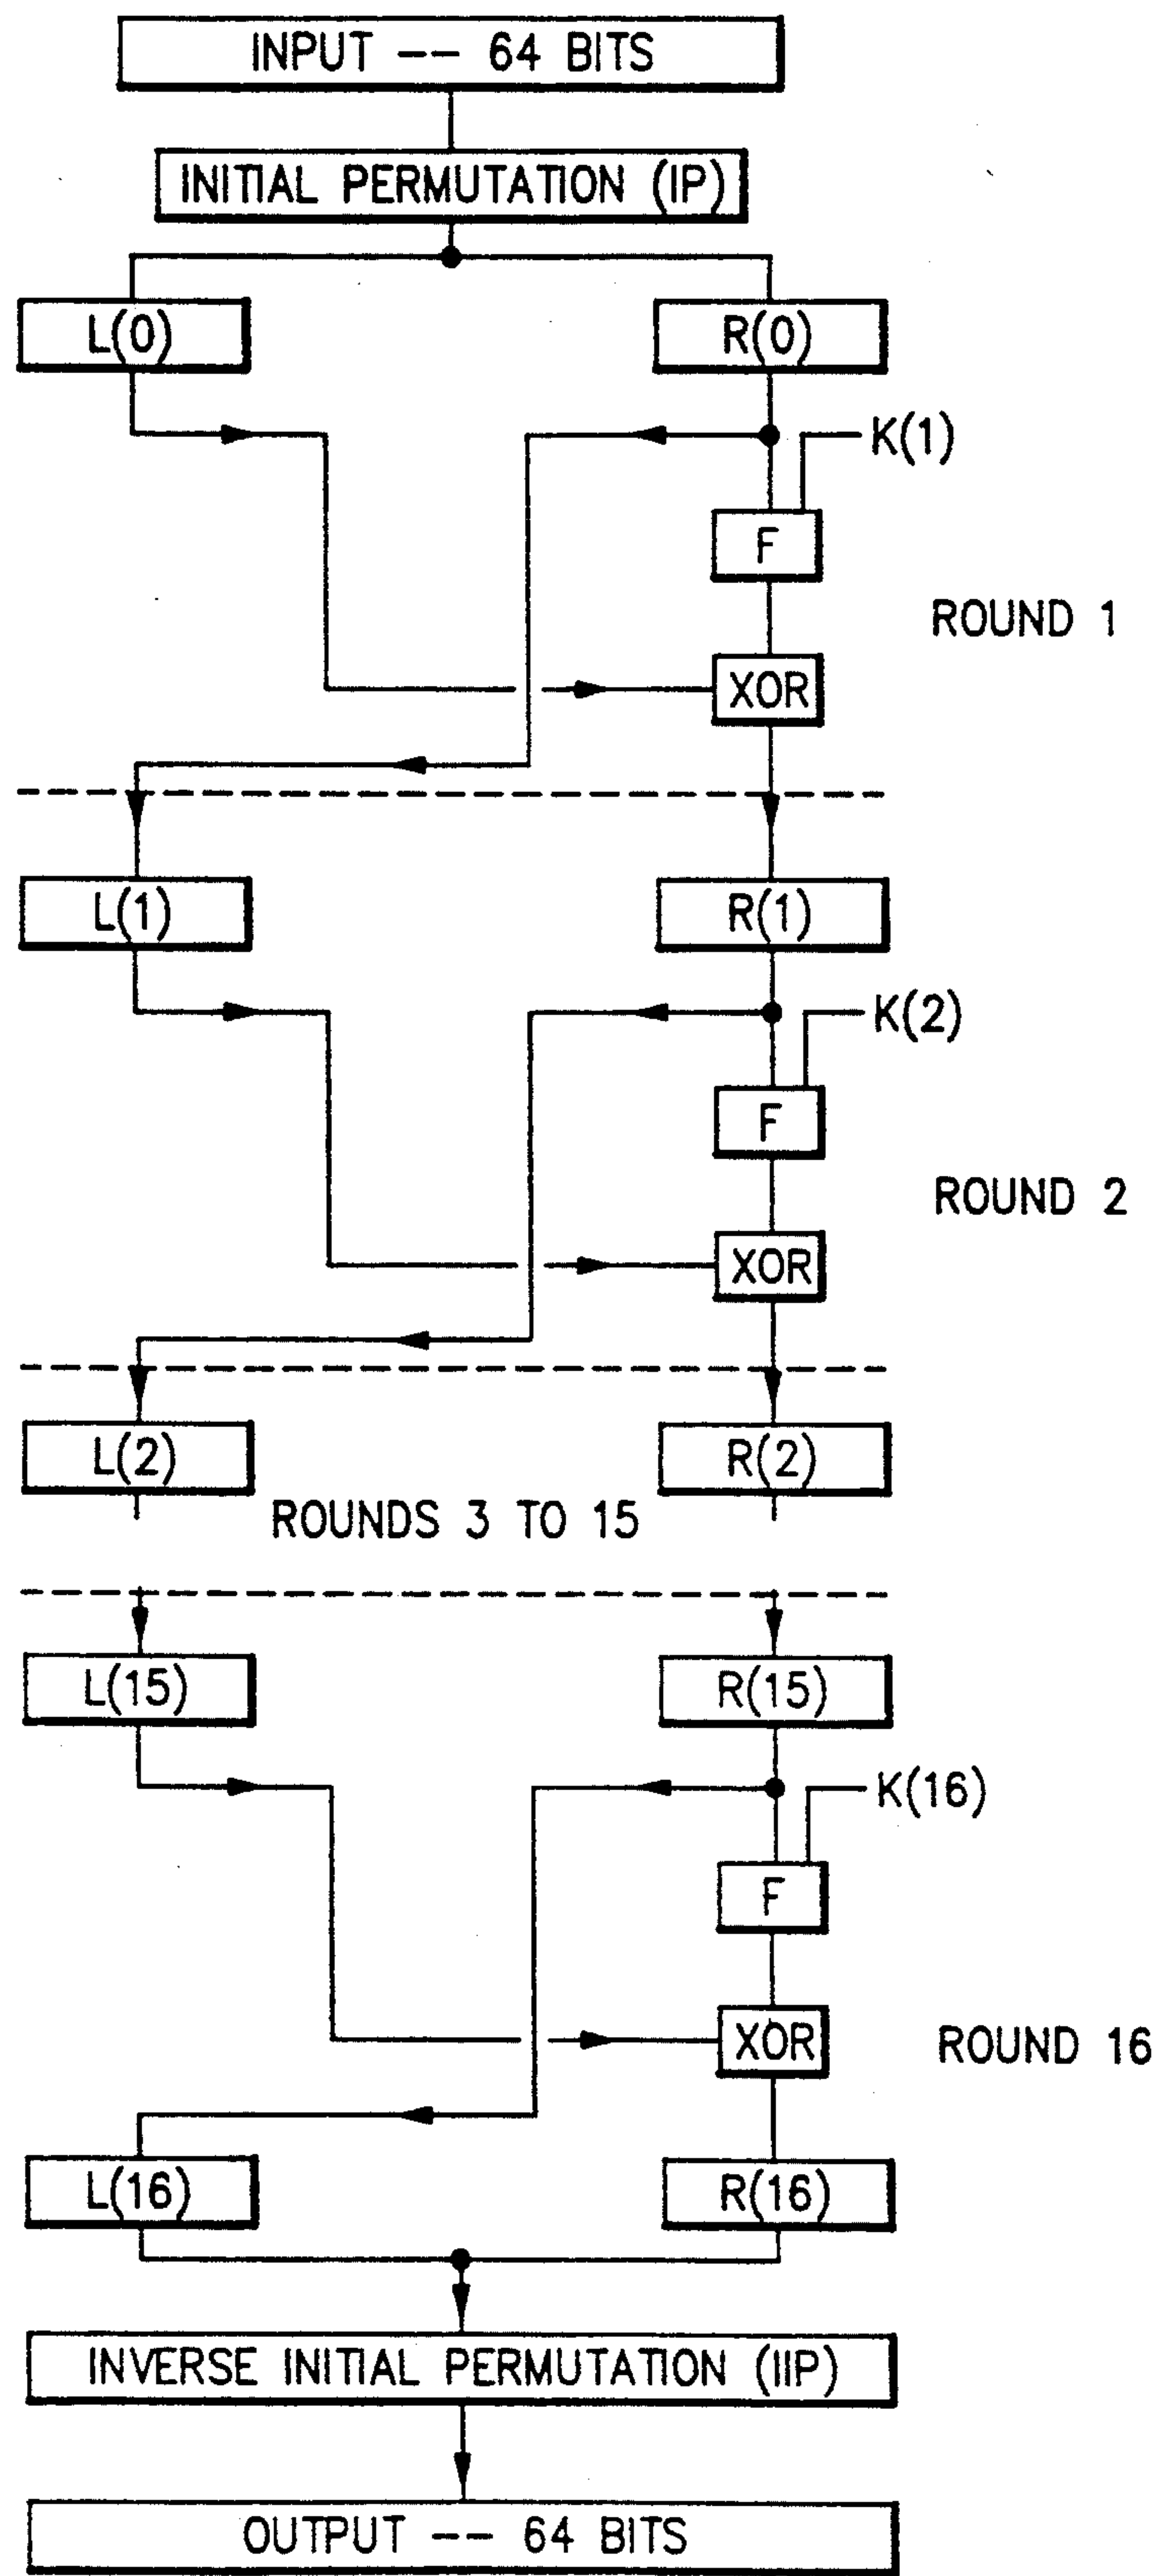 INPUT -- 64 BITS
INITIAL PERMUTATION (IP)
L(0)
R(0)
K(1)
F
ROUND 1
XOR
L(1)
R(1)
K(2)
F
ROUND 2
XOR
L(2)
R(2)
ROUNDS 3 TO 15
L(15)
R(15)
K(16)
F
XOR
ROUND 16
L(16)
R(16)
INVERSE INITIAL PERMUTATION (IIP)
OUTPUT -- 64 BITS